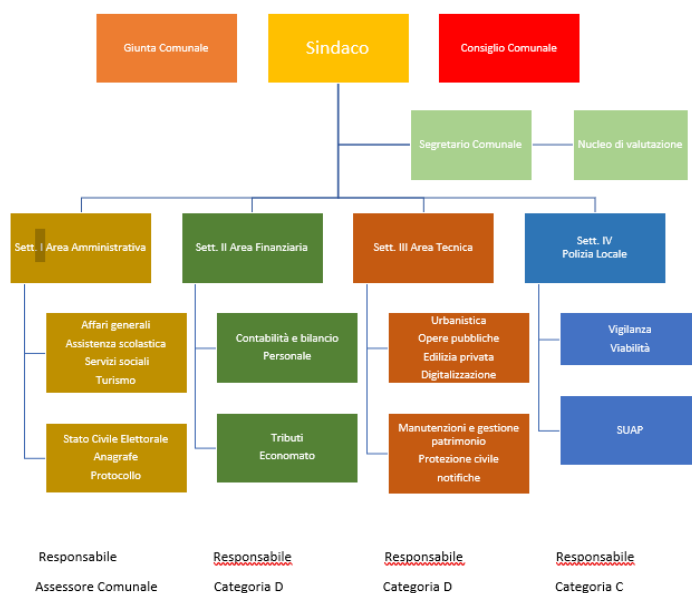 Giunta Comunale
Sindaco
Consiglio Comunale
Segretario Comunale
Nucleo di valutazione
Sett. I Area Amministrativa
Sett. II Area Finanziaria
Sett. III Area Tecnica
Sett. IV
Polizia Locale
Affari generali
Assistenza scolastica
Servizi sociali
Turismo
Contabilità e bilancio
Personale
Urbanistica
Opere pubbliche
Edilizia privata
Digitalizzazione
Vigilanza
Viabilità
Stato Civile Elettorale
Anagrafe
Protocollo
Tributi
Economato
Manutenzioni e gestione
patrimonio
Protezione civile
notifiche
SUAP
Responsabile
Assessore Comunale
Responsabile
Categoria D
Responsabile
Categoria D
Responsabile
Categoria C